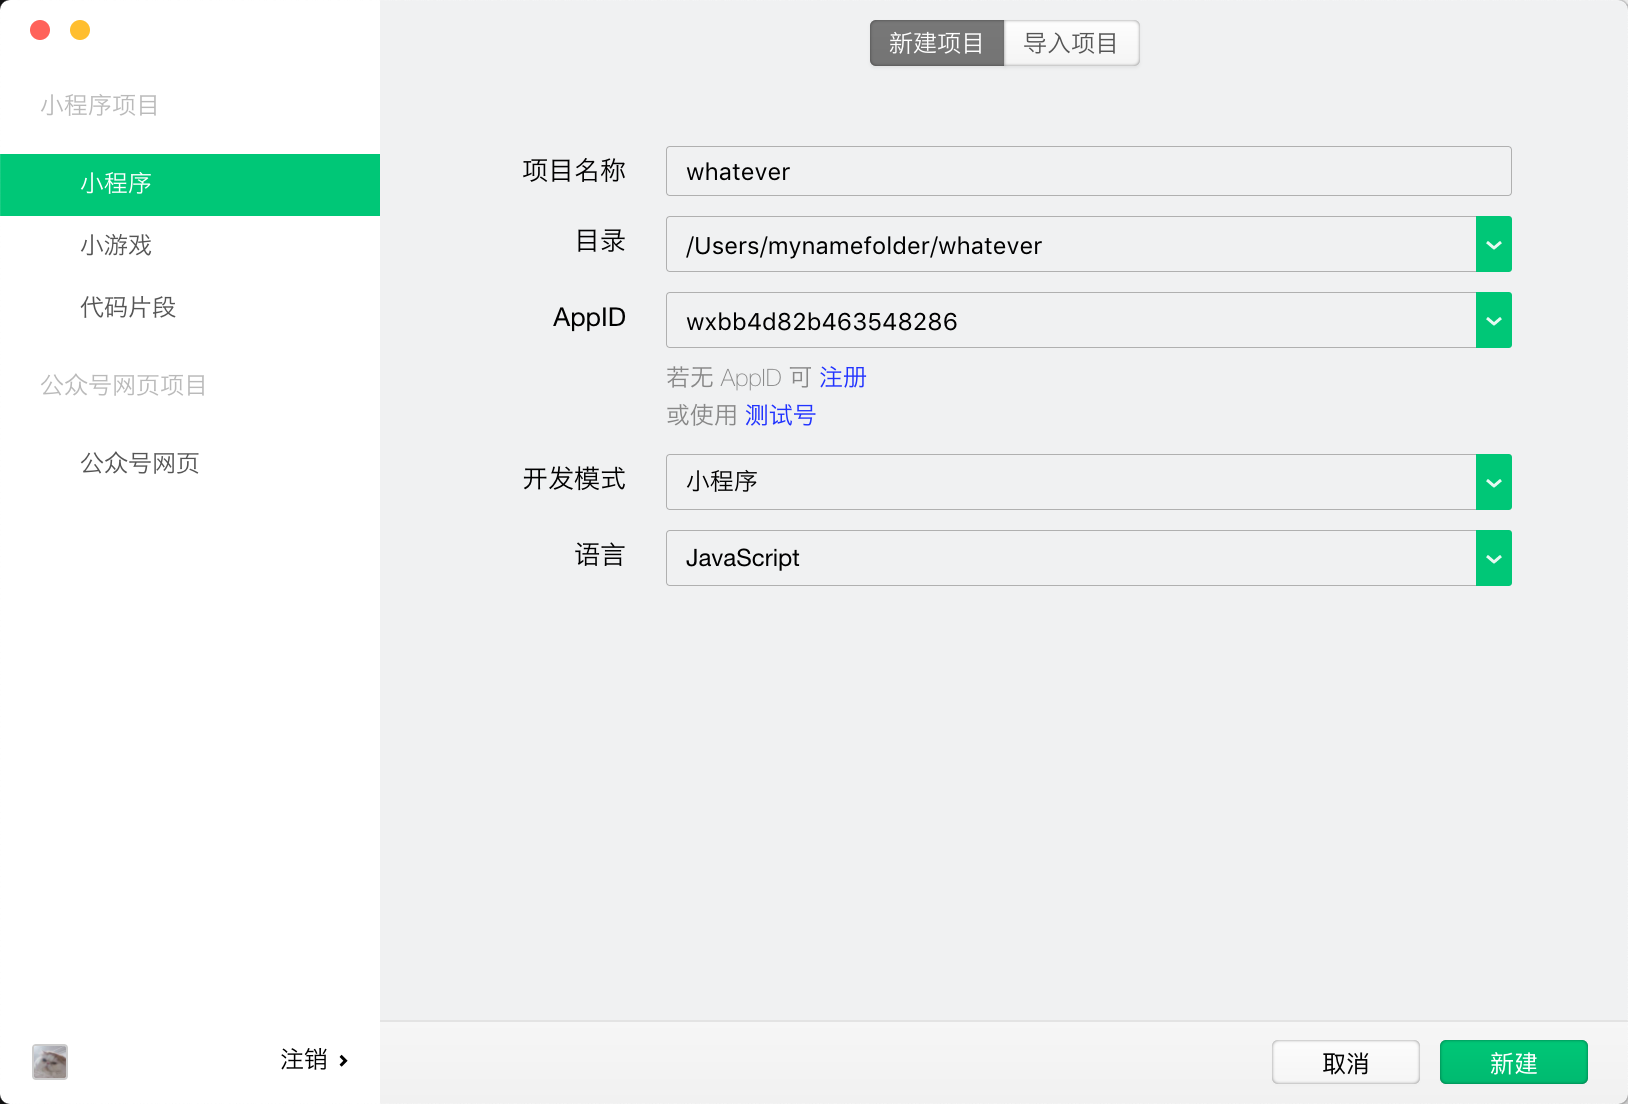 小程序项目
小程序
小游戏
代码片段
公众号网页项目
公众号网页
注销
新建项目 导入项目
项目名称 whatever
目录 /Users/mynamefolder/whatever
AppID wxbb4d82b463548286
若无 AppID 可 注册
或使用 测试号
开发模式 小程序
语言 JavaScript
取消 新建